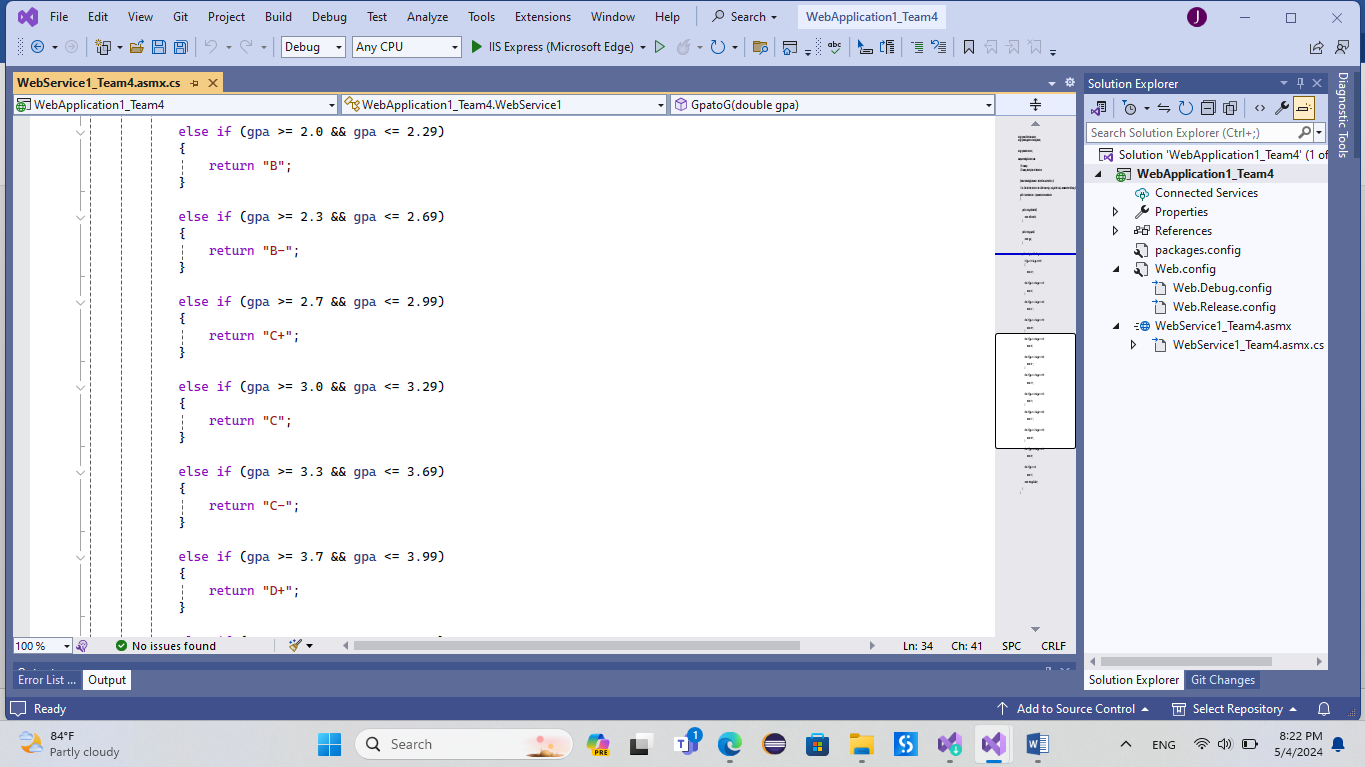 File Edit View Git Project Build Debug Test Analyze Tools Extensions Window Help Search WebApplication1_Team4 J
Debug Any CPU IIS Express (Microsoft Edge)
WebService1_Team4.asmx.cs
WebApplication1_Team4 WebApplication1_Team4.WebService1 GpatoG(double gpa)
else if (gpa >= 2.0 && gpa <= 2.29)
{
return "B";
}
else if (gpa >= 2.3 && gpa <= 2.69)
{
return "B-";
}
else if (gpa >= 2.7 && gpa <= 2.99)
{
return "C+";
}
else if (gpa >= 3.0 && gpa <= 3.29)
{
return "C";
}
else if (gpa >= 3.3 && gpa <= 3.69)
{
return "C-";
}
else if (gpa >= 3.7 && gpa <= 3.99)
{
return "D+";
}
100 % No issues found Ln: 34 Ch: 41 SPC CRLF
Solution Explorer
Search Solution Explorer (Ctrl+;)
Solution 'WebApplication1_Team4' (1 of
WebApplication1_Team4
Connected Services
Properties
References
packages.config
Web.config
Web.Debug.config
Web.Release.config
WebService1_Team4.asmx
WebService1_Team4.asmx.cs
Diagnostic Tools
Error List ... Output
Solution Explorer Git Changes
Ready Add to Source Control Select Repository
84°F
Partly cloudy
Search
PRE
1
ENG
8:22 PM
5/4/2024